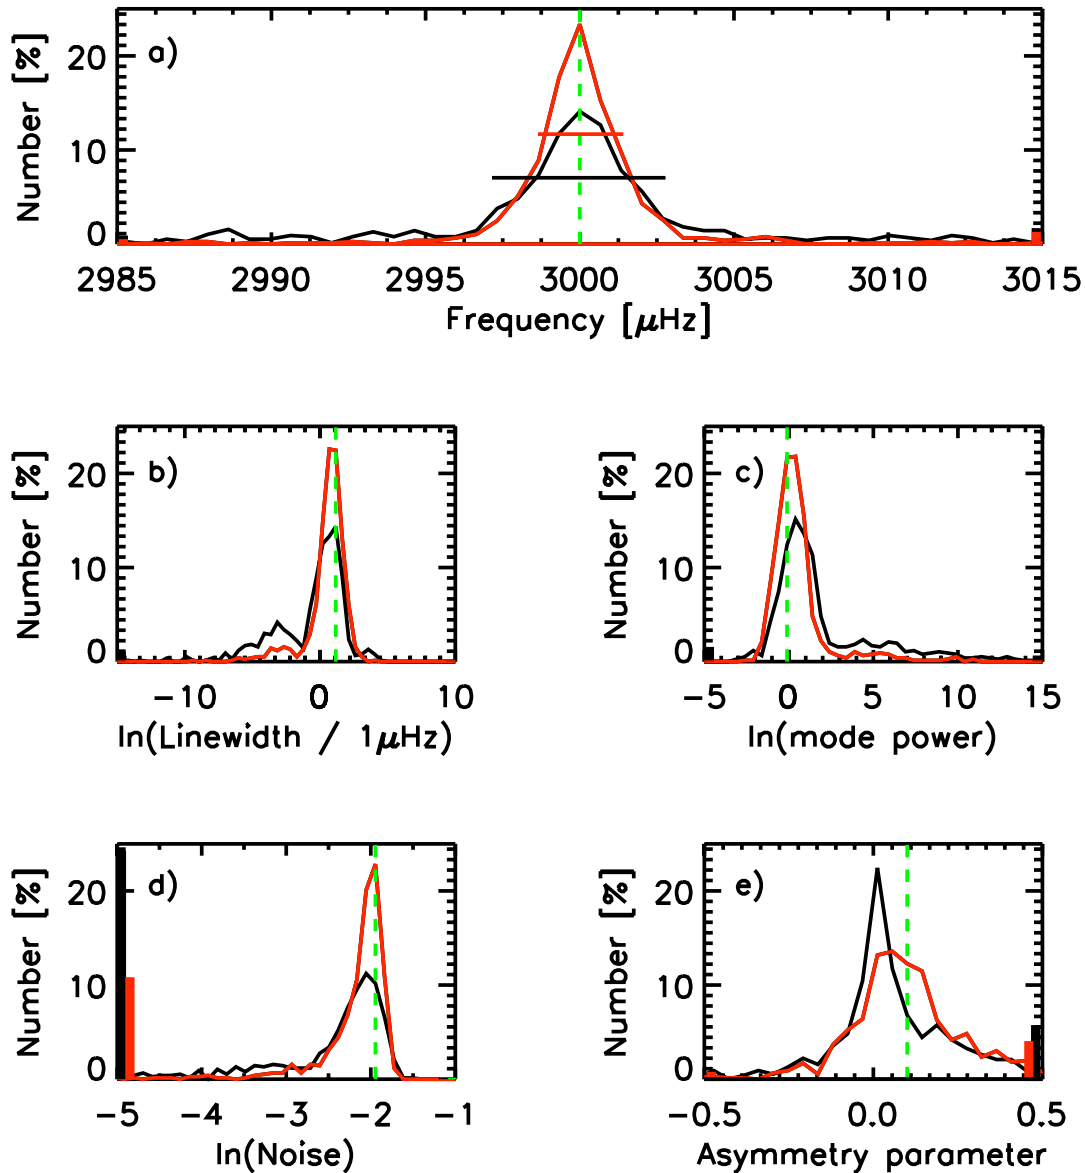 a)
Number [%]
20
10
0
2985 2990 2995 3000 3005 3010 3015
Frequency [μHz]
b)
Number [%]
20
10
0
−10 0 10
ln(Linewidth / 1μHz)
c)
Number [%]
20
10
0
−5 0 5 10 15
ln(mode power)
d)
Number [%]
20
10
0
−5 −4 −3 −2 −1
ln(Noise)
e)
Number [%]
20
10
0
−0.5 0.0 0.5
Asymmetry parameter